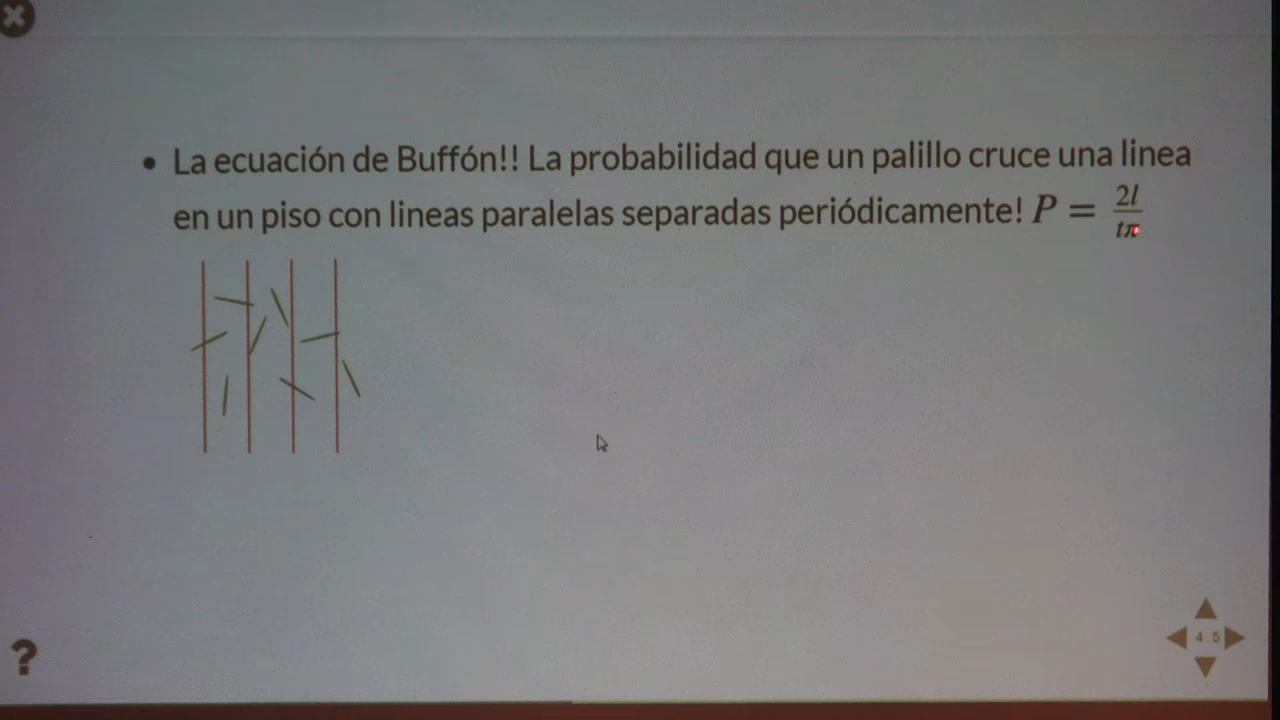 • La ecuación de Buffón!! La probabilidad que un palillo cruce una linea
en un piso con lineas paralelas separadas periódicamente! P = 2l/tπ
?
4.5